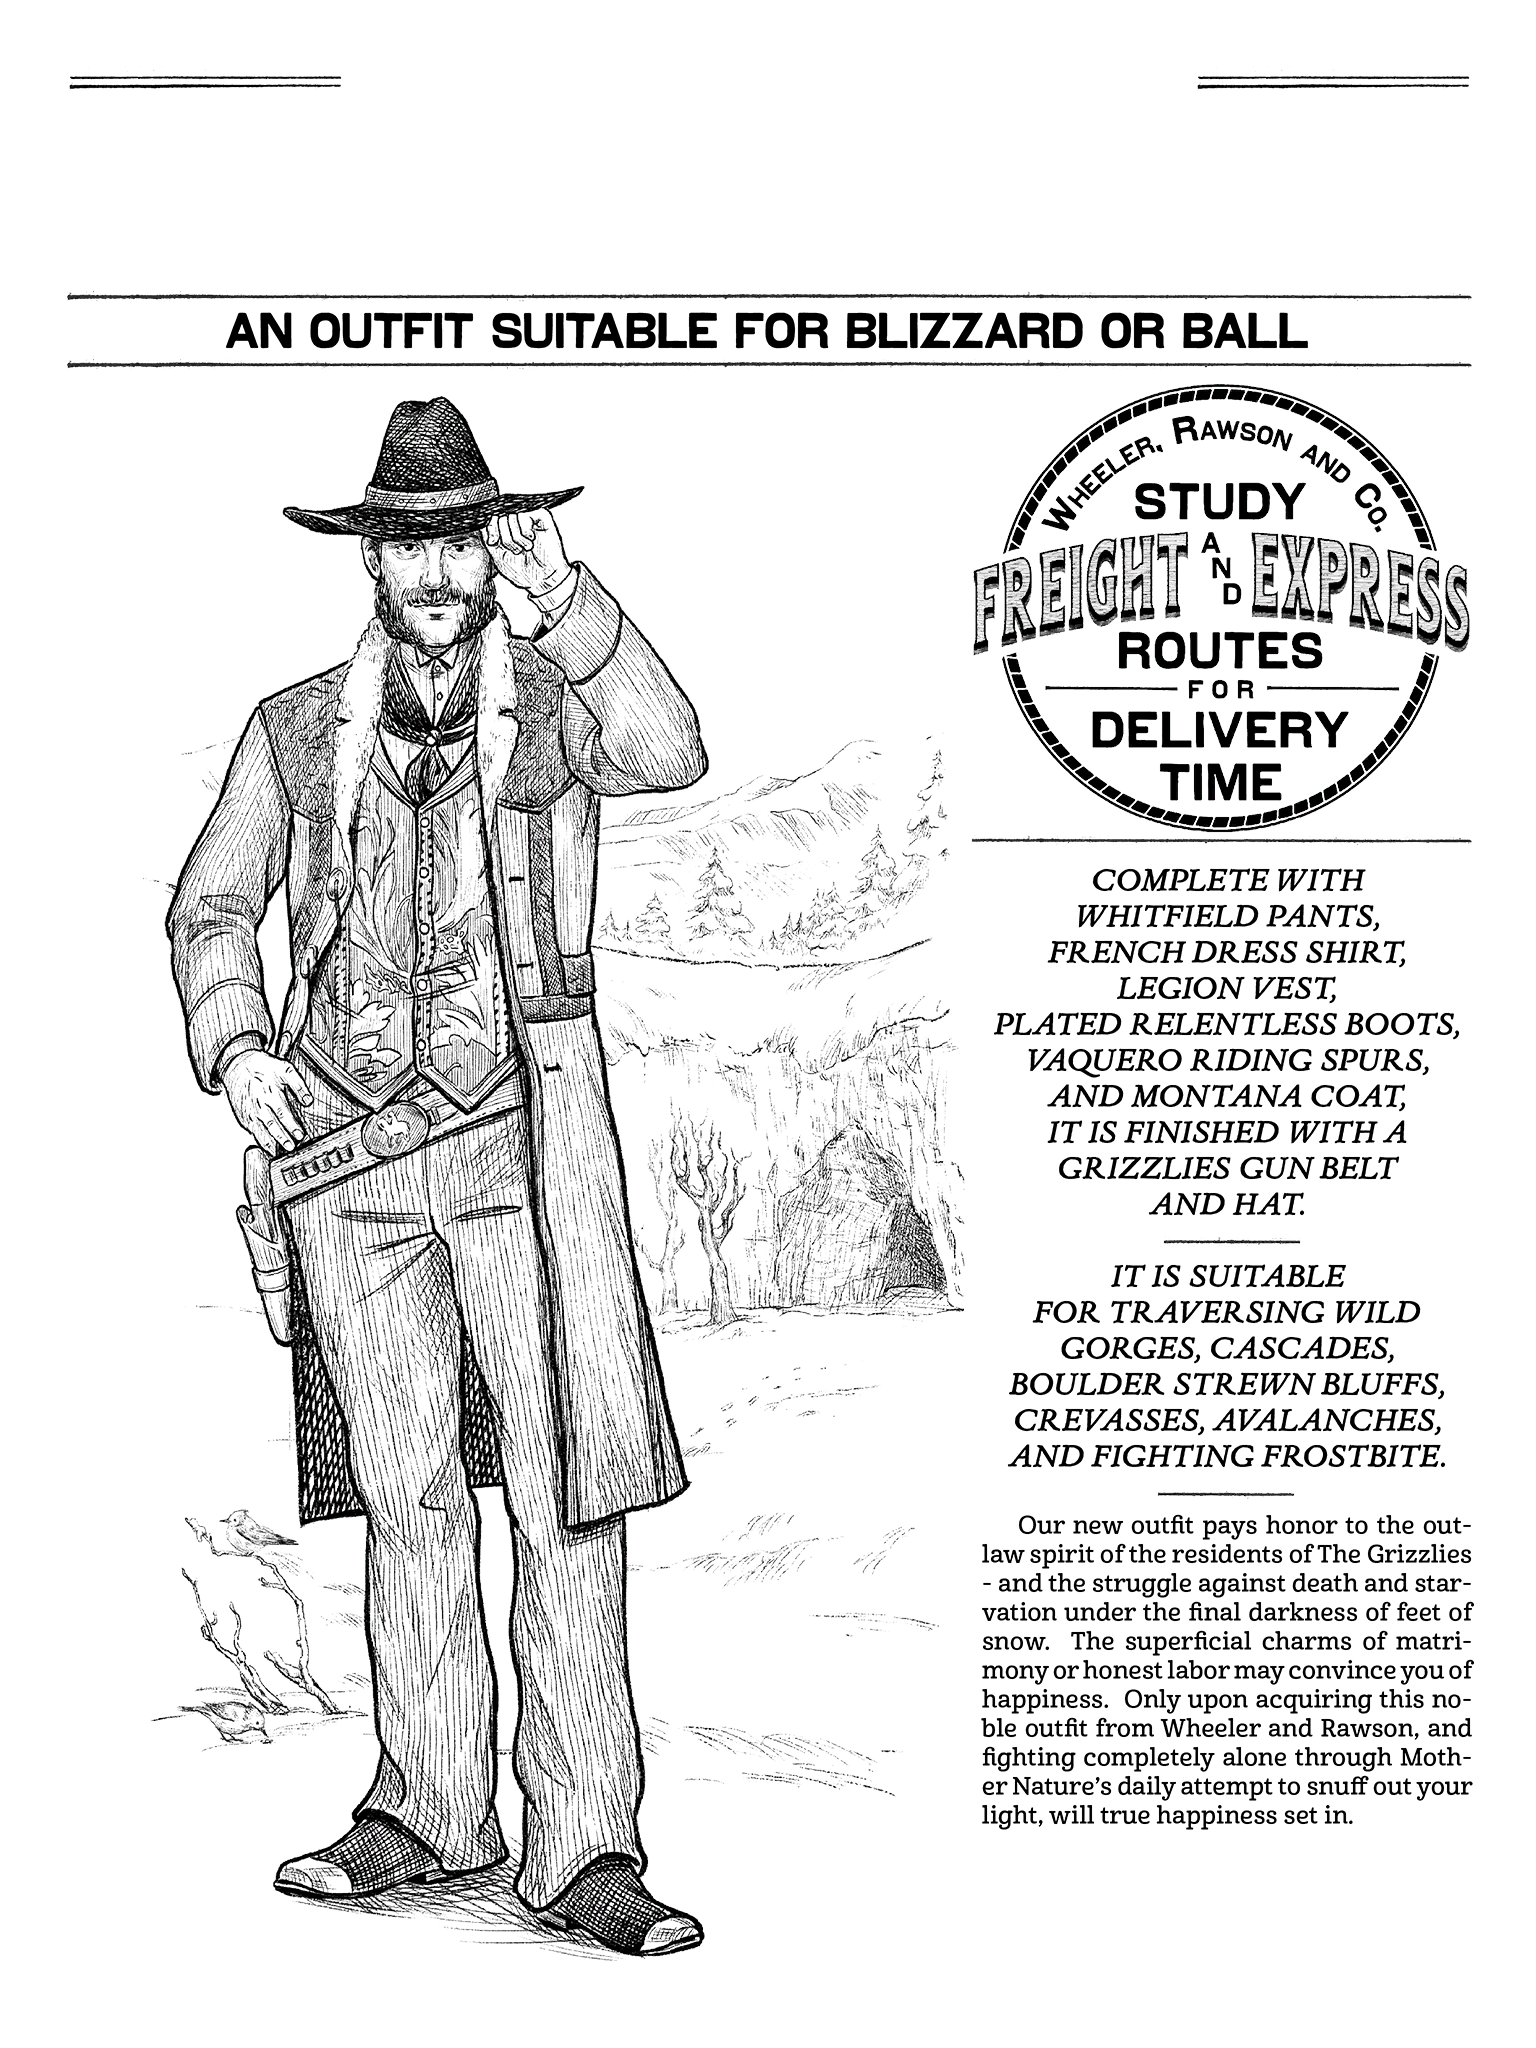 AN OUTFIT SUITABLE FOR BLIZZARD OR BALL
WHEELER, RAWSON AND CO.
STUDY
FREIGHT AND EXPRESS
ROUTES
FOR
DELIVERY
TIME
COMPLETE WITH
WHITFIELD PANTS,
FRENCH DRESS SHIRT,
LEGION VEST,
PLATED RELENTLESS BOOTS,
VAQUERO RIDING SPURS,
AND MONTANA COAT,
IT IS FINISHED WITH A
GRIZZLIES GUN BELT
AND HAT.
IT IS SUITABLE
FOR TRAVERSING WILD
GORGES, CASCADES,
BOULDER STREWN BLUFFS,
CREVASSES, AVALANCHES,
AND FIGHTING FROSTBITE.
Our new outfit pays honor to the out-
law spirit of the residents of The Grizzlies
- and the struggle against death and star-
vation under the final darkness of feet of
snow. The superficial charms of matri-
mony or honest labor may convince you of
happiness. Only upon acquiring this no-
ble outfit from Wheeler and Rawson, and
fighting completely alone through Moth-
er Nature's daily attempt to snuff out your
light, will true happiness set in.